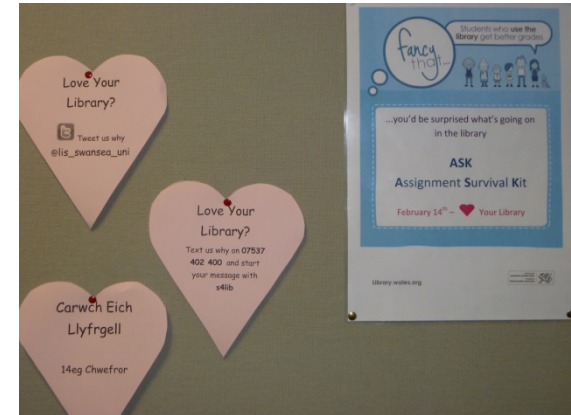 Love Your
Library?
Tweet us why
@lis_swansea_uni
Love Your
Library?
Text us why on 07537
402 400 and start
your message with
s4lib
Carwch Eich
Llyfrgell
14eg Chwefror
fancy
that...
Students who use the
library get better grades
...you'd be surprised what's going on
in the library
ASK
Assignment Survival Kit
February 14th – Your Library
Library.wales.org